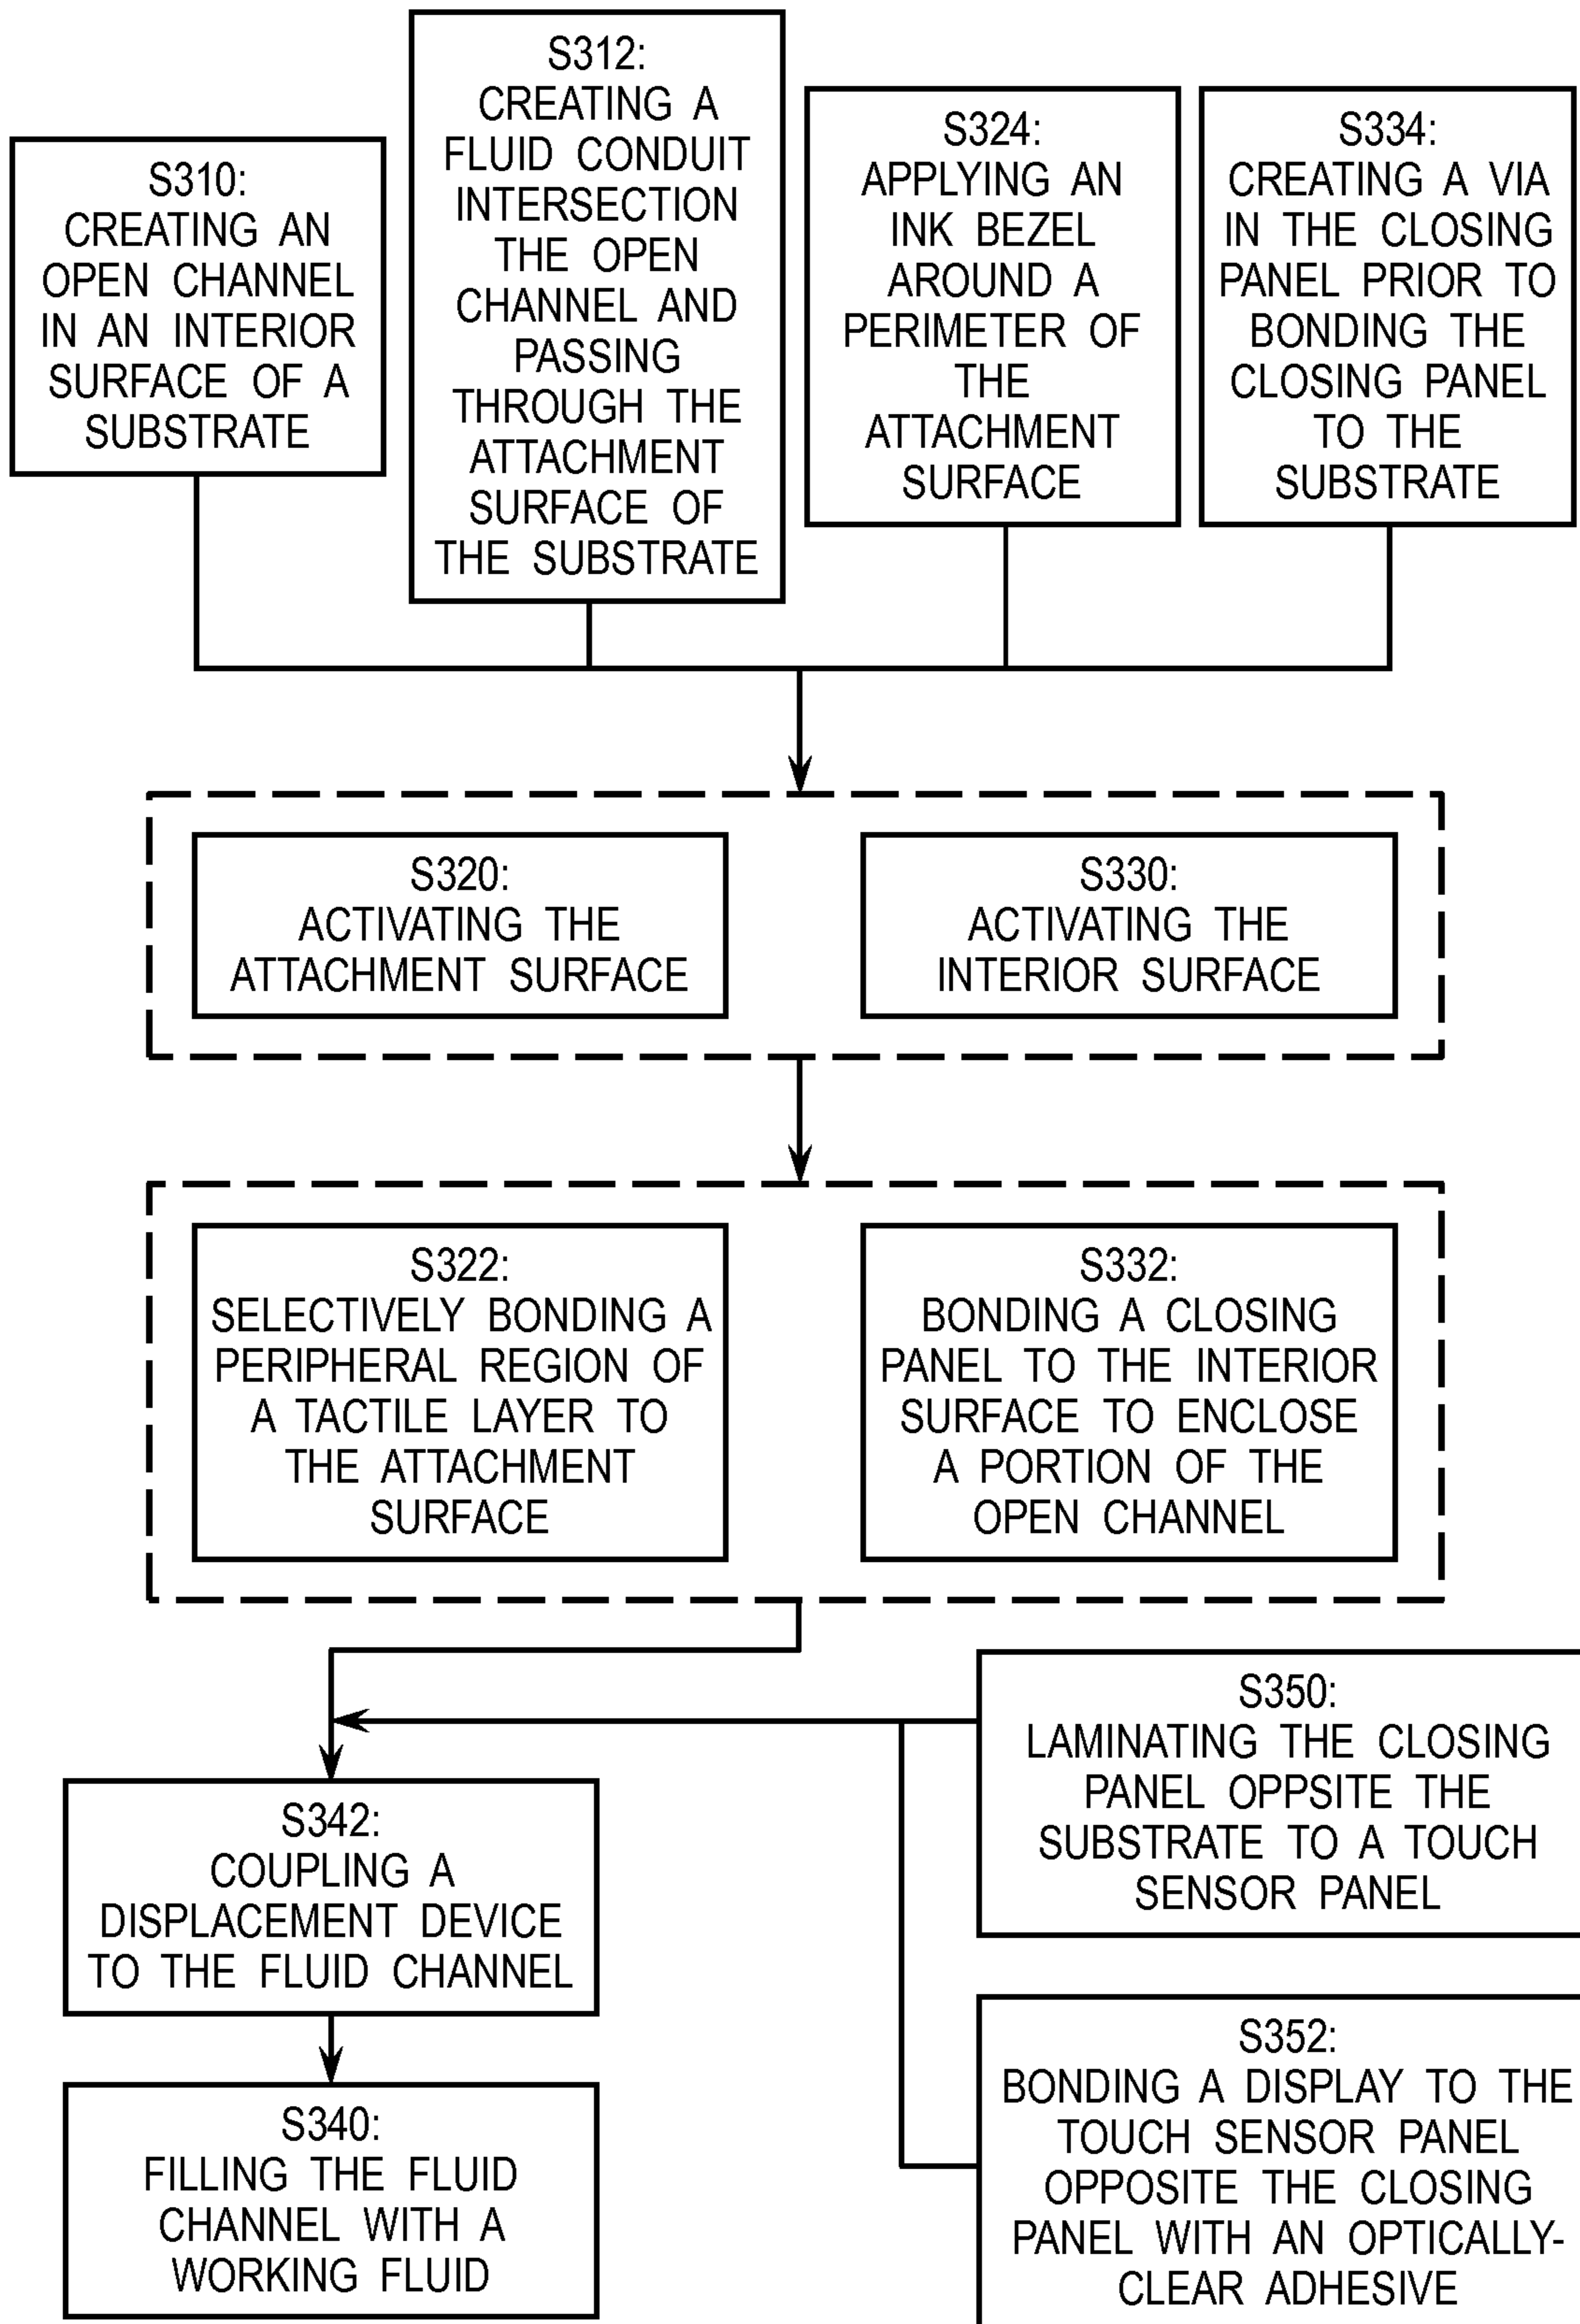 S310:
CREATING AN
OPEN CHANNEL
IN AN INTERIOR
SURFACE OF A
SUBSTRATE
S312:
CREATING A
FLUID CONDUIT
INTERSECTION
THE OPEN
CHANNEL AND
PASSING
THROUGH THE
ATTACHMENT
SURFACE OF
THE SUBSTRATE
S324:
APPLYING AN
INK BEZEL
AROUND A
PERIMETER OF
THE
ATTACHMENT
SURFACE
S334:
CREATING A VIA
IN THE CLOSING
PANEL PRIOR TO
BONDING THE
CLOSING PANEL
TO THE
SUBSTRATE
S320:
ACTIVATING THE
ATTACHMENT SURFACE
S330:
ACTIVATING THE
INTERIOR SURFACE
S322:
SELECTIVELY BONDING A
PERIPHERAL REGION OF
A TACTILE LAYER TO
THE ATTACHMENT
SURFACE
S332:
BONDING A CLOSING
PANEL TO THE INTERIOR
SURFACE TO ENCLOSE
A PORTION OF THE
OPEN CHANNEL
S350:
LAMINATING THE CLOSING
PANEL OPPSITE THE
SUBSTRATE TO A TOUCH
SENSOR PANEL
S342:
COUPLING A
DISPLACEMENT DEVICE
TO THE FLUID CHANNEL
S352:
BONDING A DISPLAY TO THE
TOUCH SENSOR PANEL
OPPOSITE THE CLOSING
PANEL WITH AN OPTICALLY-
CLEAR ADHESIVE
S340:
FILLING THE FLUID
CHANNEL WITH A
WORKING FLUID